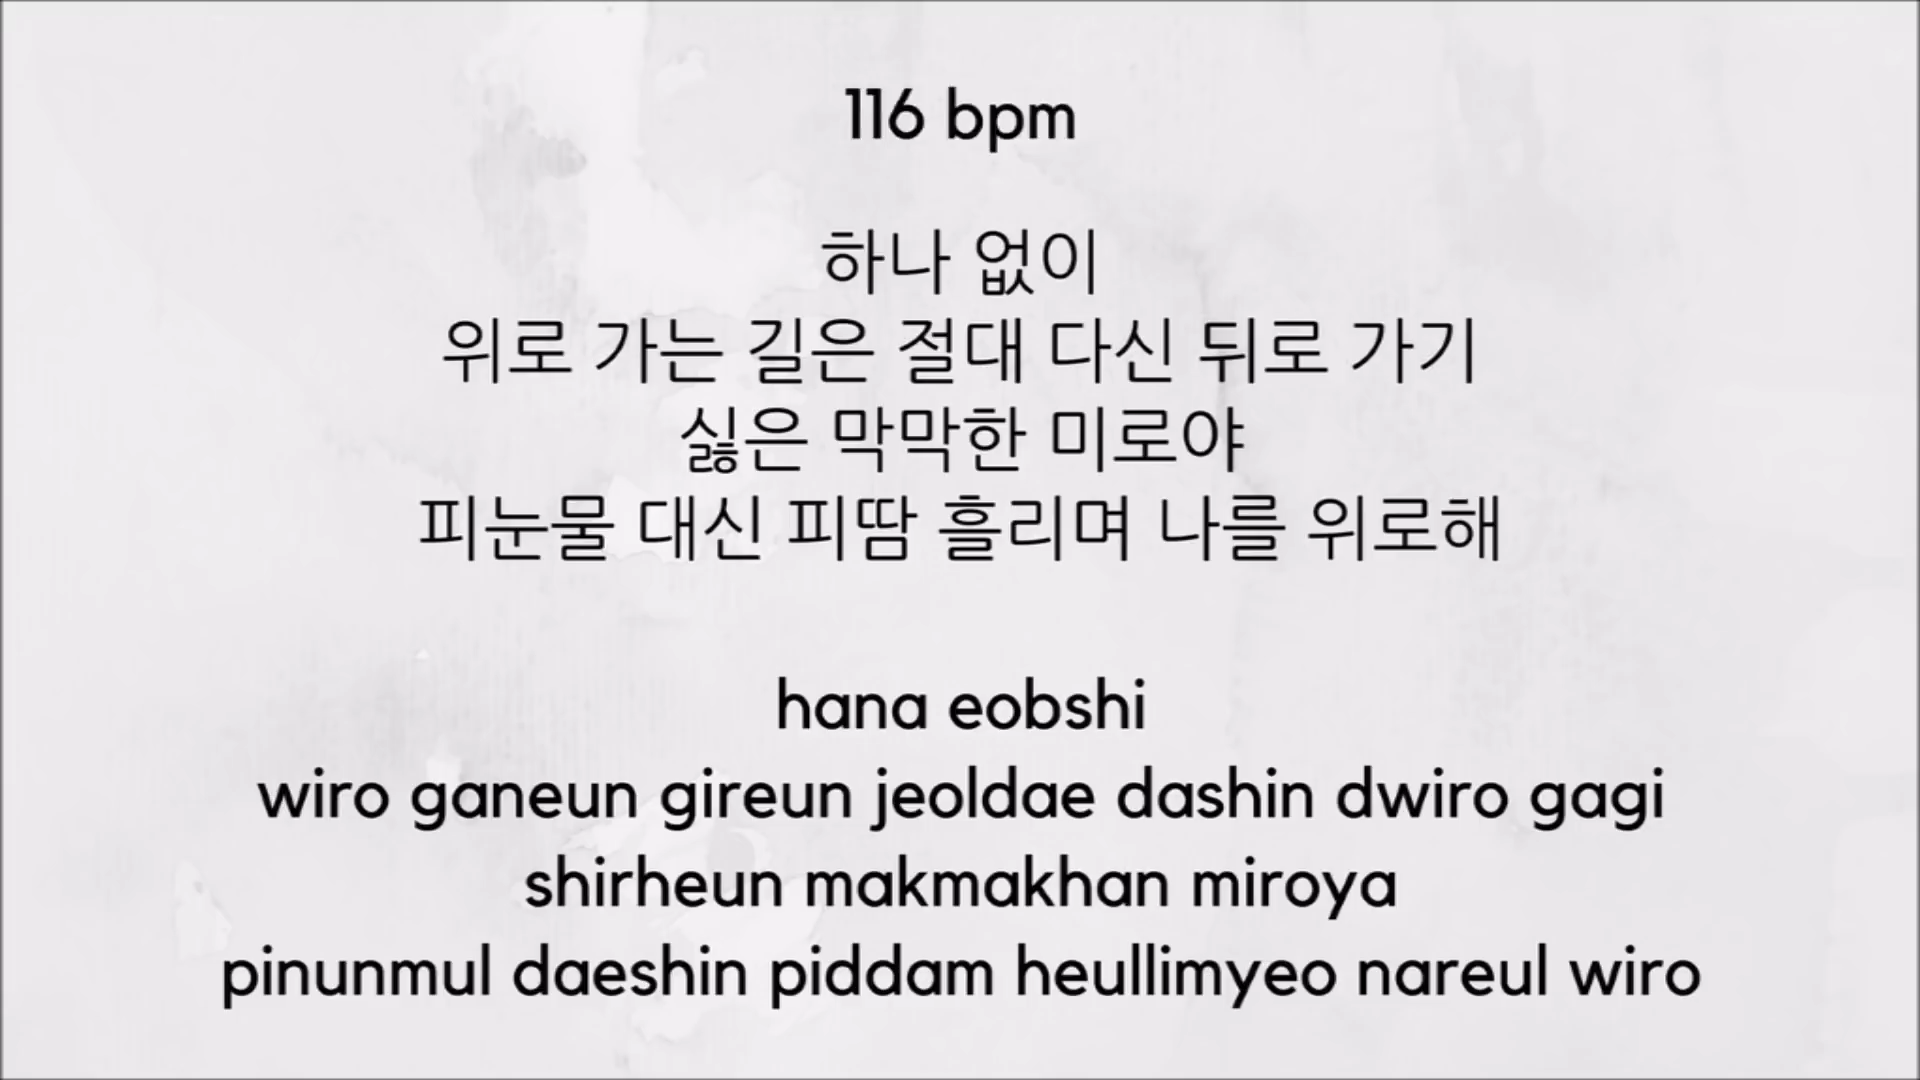 116 bpm
하나 없이
위로 가는 길은 절대 다신 뒤로 가기
싫은 막막한 미로야
피눈물 대신 피땀 흘리며 나를 위로해
hana eobshi
wiro ganeun gireun jeoldae dashin dwiro gagi
shirheun makmakhan miroya
pinunmul daeshin piddam heullimyeo nareul wiro